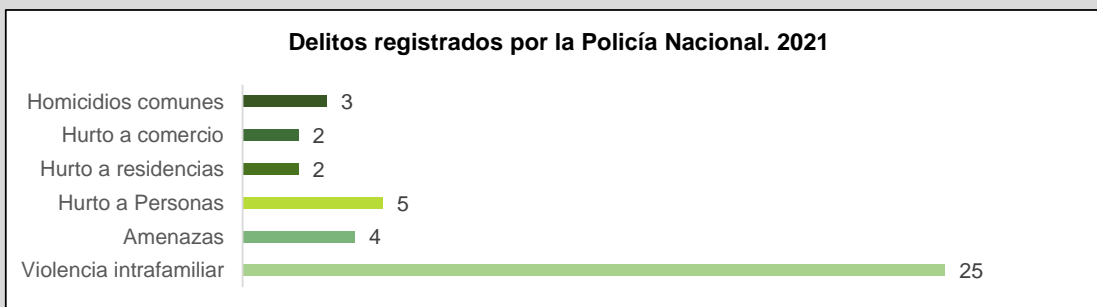 Delitos registrados por la Policía Nacional. 2021
Homicidios comunes 3
Hurto a comercio 2
Hurto a residencias 2
Hurto a Personas 5
Amenazas 4
Violencia intrafamiliar 25